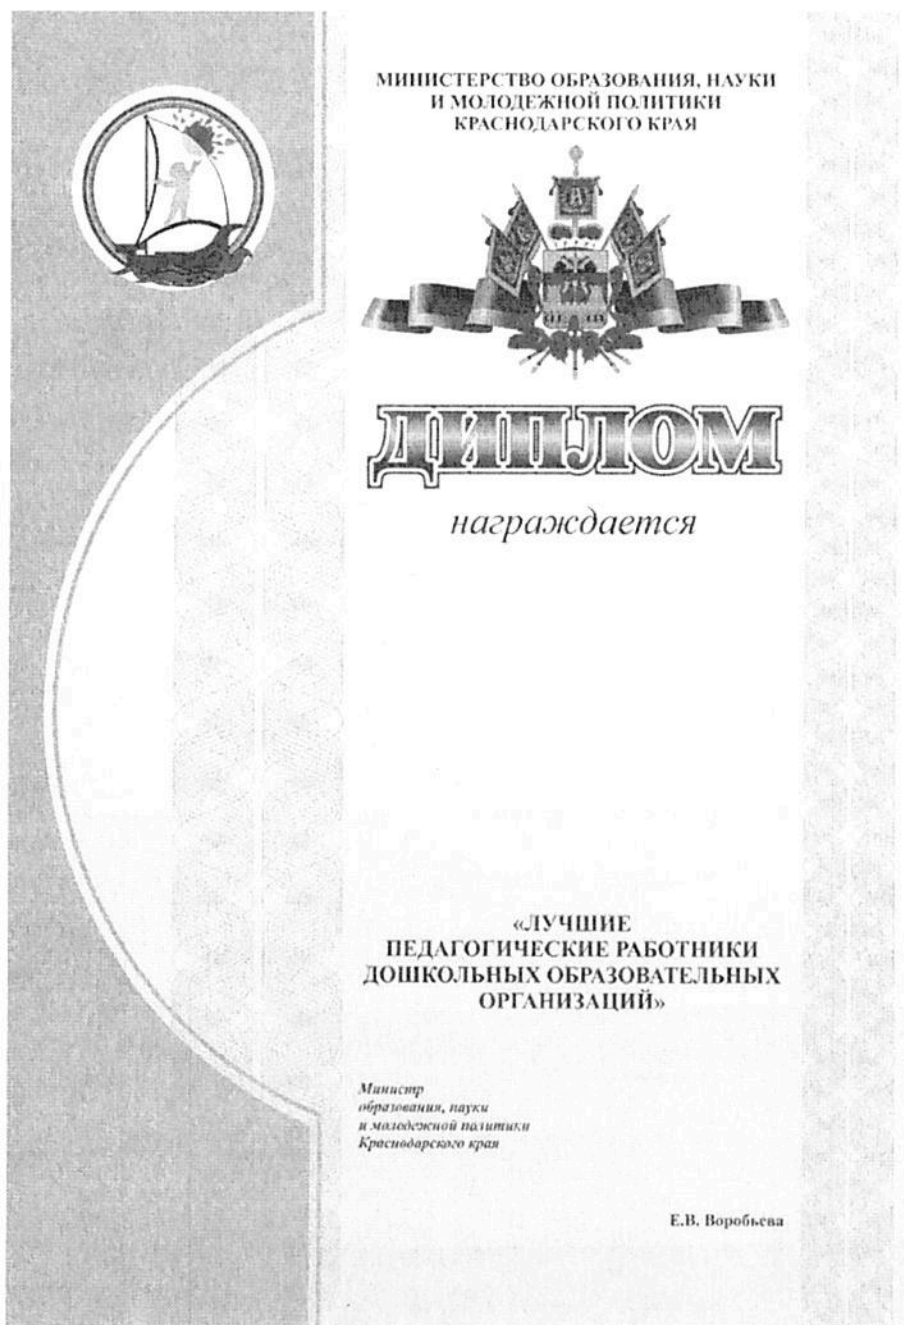 МИНИСТЕРСТВО ОБРАЗОВАНИЯ, НАУКИ
И МОЛОДЕЖНОЙ ПОЛИТИКИ
КРАСНОДАРСКОГО КРАЯ
ДИПЛОМ
награждается
«ЛУЧШИЕ
ПЕДАГОГИЧЕСКИЕ РАБОТНИКИ
ДОШКОЛЬНЫХ ОБРАЗОВАТЕЛЬНЫХ
ОРГАНИЗАЦИЙ»
Министр
образования, науки
и молодежной политики
Краснодарского края
Е.В. Воробьева